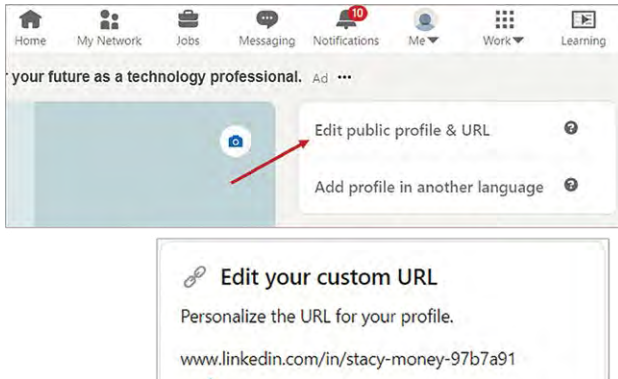 10
Home My Network Jobs Messaging Notifications Me Work Learning
your future as a technology professional. Ad ...
Edit public profile & URL ?
Add profile in another language ?
Edit your custom URL
Personalize the URL for your profile.
www.linkedin.com/in/stacy-money-97b7a91